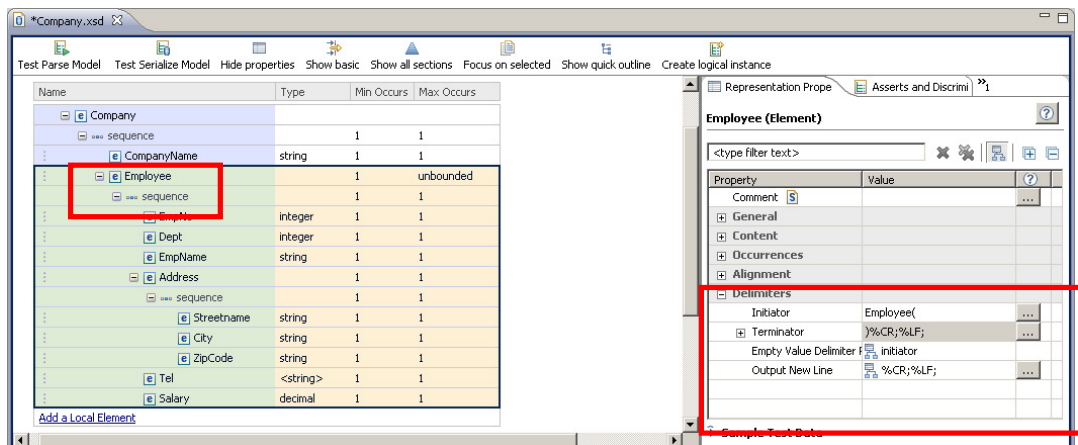 *Company.xsd
Test Parse Model Test Serialize Model Hide properties Show basic Show all sections Focus on selected Show quick outline Create logical instance
Name Type Min Occurs Max Occurs
e Company
sequence 1 1
e CompanyName string 1 1
e Employee 1 unbounded
sequence 1 1
e EmpNo integer 1 1
e Dept integer 1 1
e EmpName string 1 1
e Address 1 1
sequence 1 1
e Streetname string 1 1
e City string 1 1
e ZipCode string 1 1
e Tel <string> 1 1
e Salary decimal 1 1
Add a Local Element
Representation Prope Asserts and Discrimi »1
Employee (Element)
<type filter text>
Property Value
Comment S ...
General
Content
Occurrences
Alignment
Delimiters
Initiator Employee( ...
Terminator )%CR;%LF; ...
Empty Value Delimiter P initiator
Output New Line %CR;%LF; ...
Sample Test Data